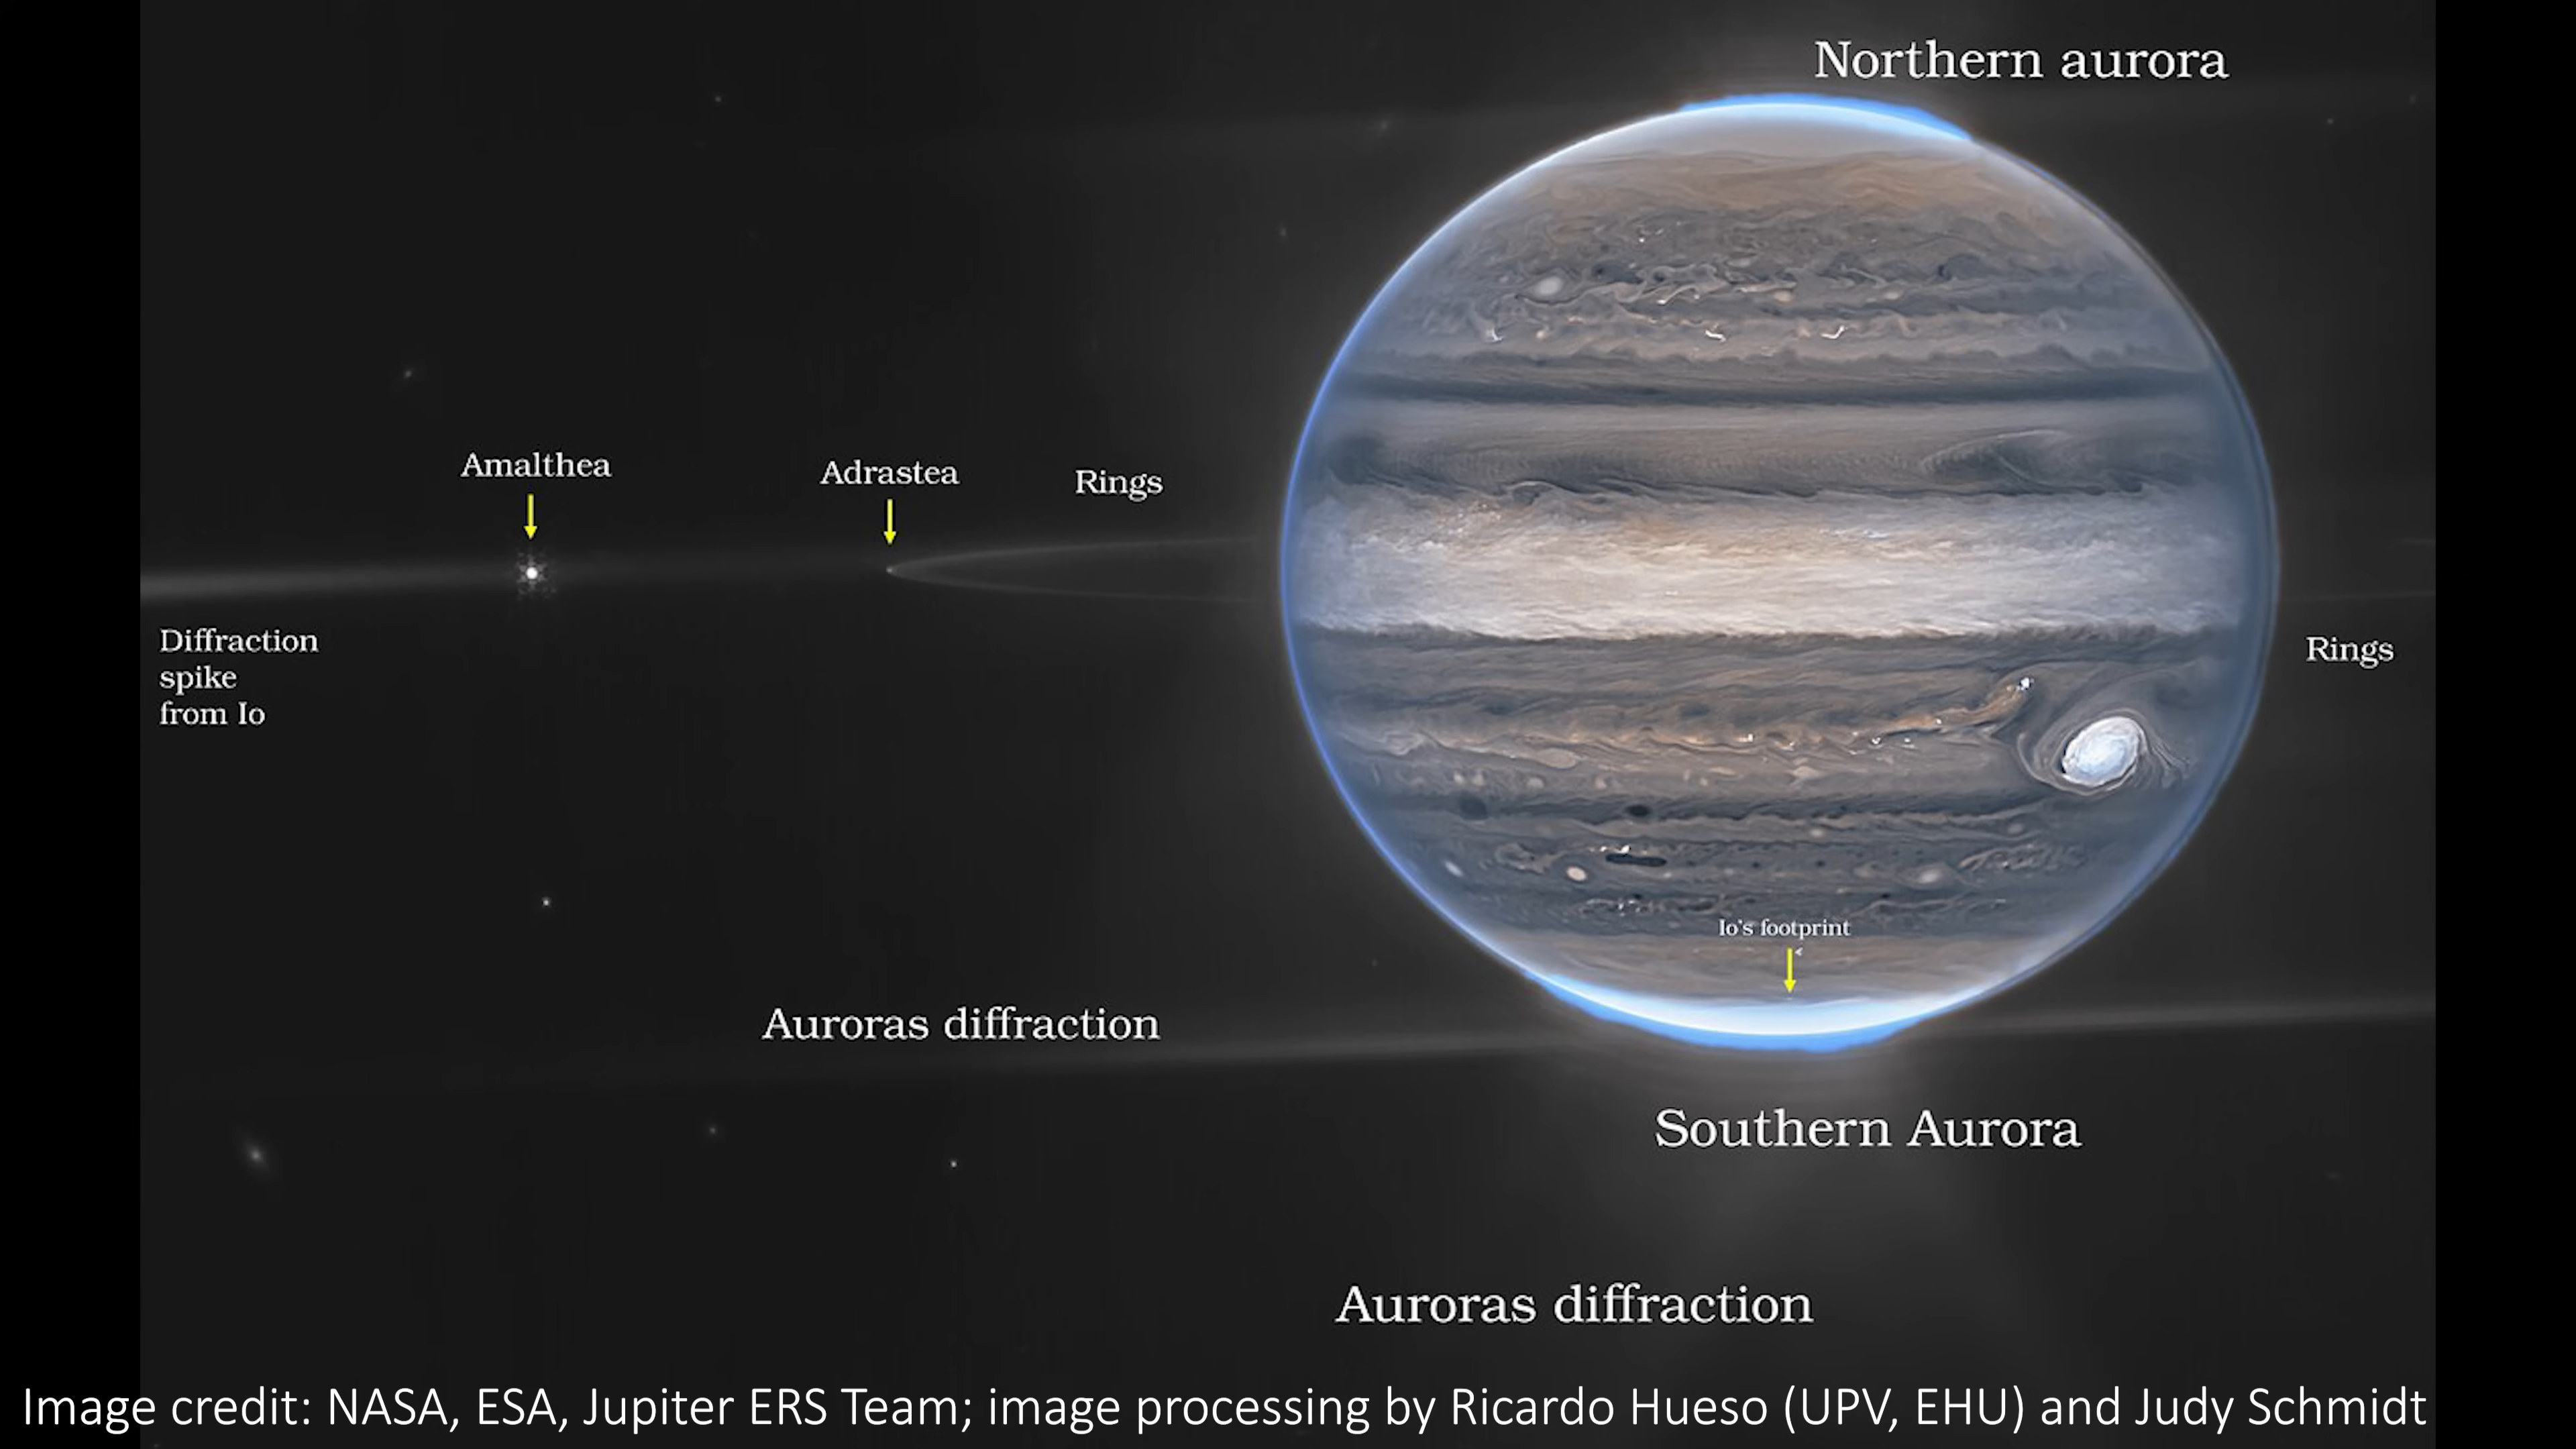 Northern aurora
Amalthea
Adrastea
Rings
Diffraction
spike
from Io
Rings
Io's footprint
Auroras diffraction
Southern Aurora
Auroras diffraction
Image credit: NASA, ESA, Jupiter ERS Team; image processing by Ricardo Hueso (UPV, EHU) and Judy Schmidt